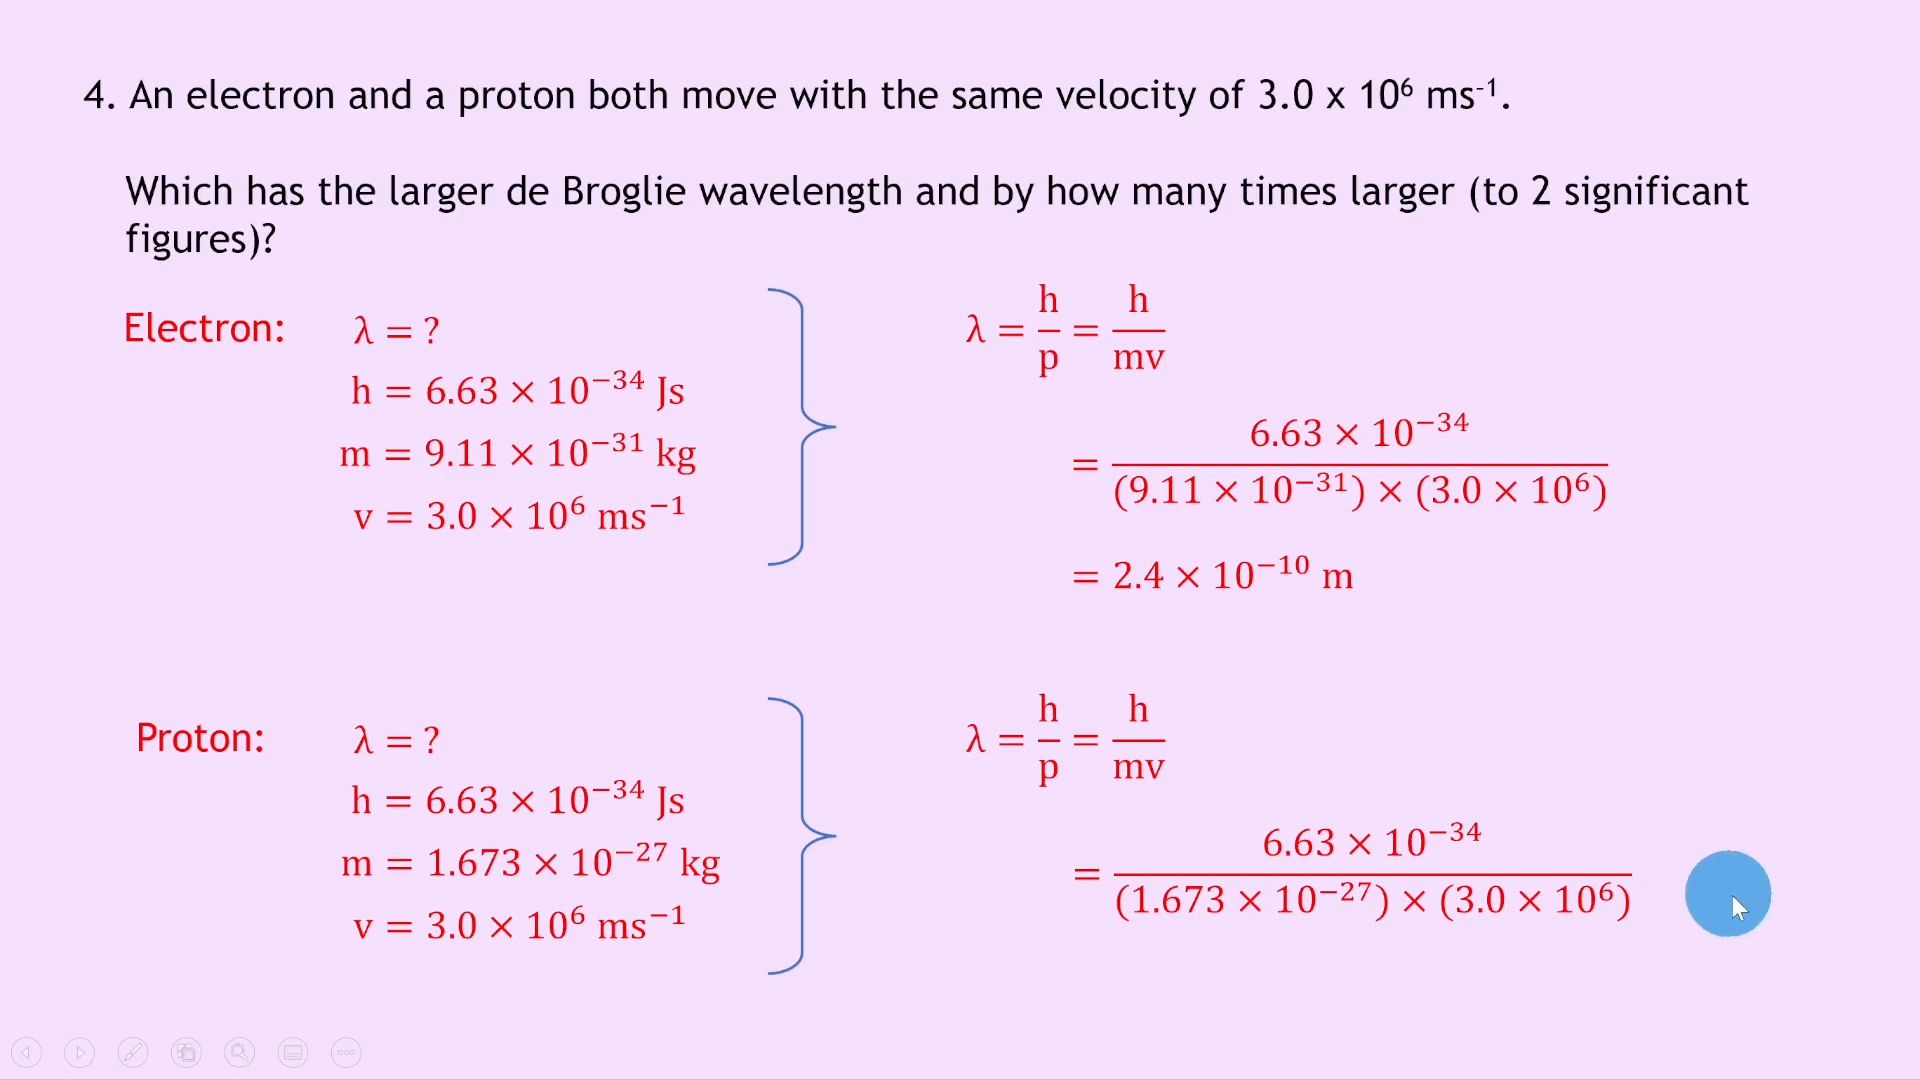 4. An electron and a proton both move with the same velocity of 3.0 x 10⁶ ms⁻¹.
Which has the larger de Broglie wavelength and by how many times larger (to 2 significant
figures)?
Electron: λ = ?
h = 6.63 × 10⁻³⁴ Js
m = 9.11 × 10⁻³¹ kg
v = 3.0 × 10⁶ ms⁻¹
λ = h/p = h/mv
= 6.63 × 10⁻³⁴ / (9.11 × 10⁻³¹) × (3.0 × 10⁶)
= 2.4 × 10⁻¹⁰ m
Proton: λ = ?
h = 6.63 × 10⁻³⁴ Js
m = 1.673 × 10⁻²⁷ kg
v = 3.0 × 10⁶ ms⁻¹
λ = h/p = h/mv
= 6.63 × 10⁻³⁴ / (1.673 × 10⁻²⁷) × (3.0 × 10⁶)